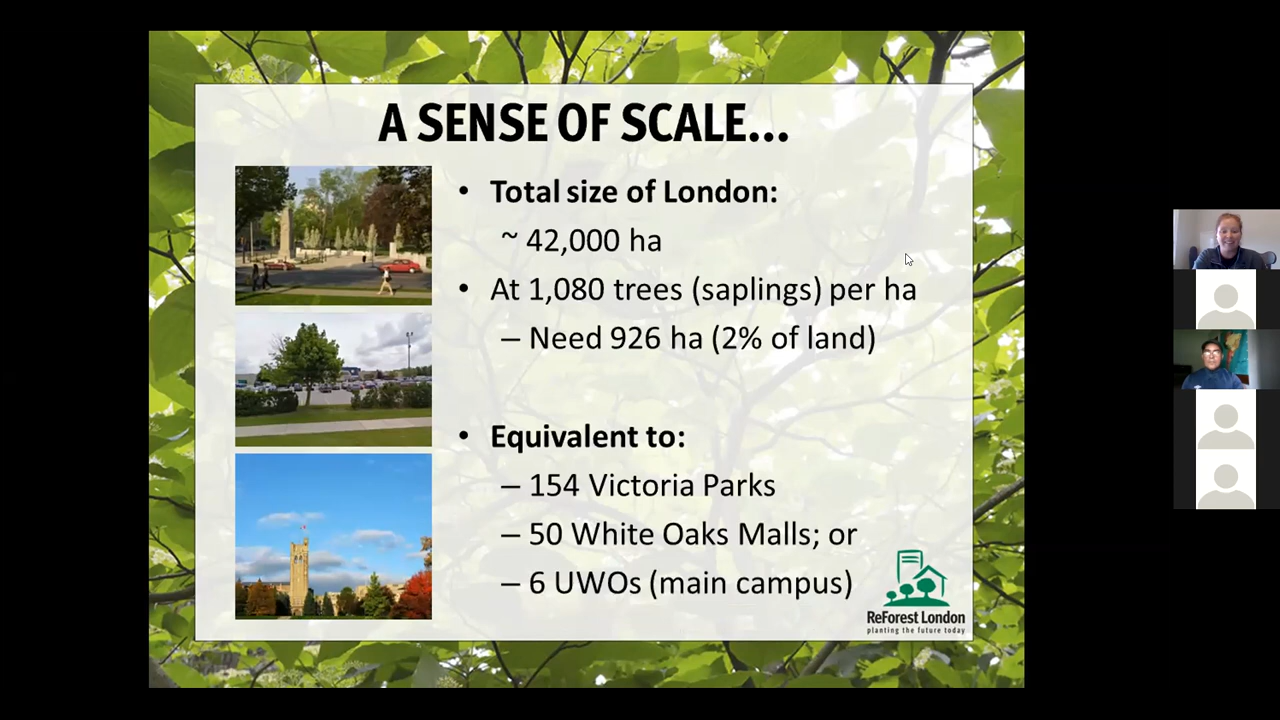 A SENSE OF SCALE...
• Total size of London:
~ 42,000 ha
• At 1,080 trees (saplings) per ha
– Need 926 ha (2% of land)
• Equivalent to:
– 154 Victoria Parks
– 50 White Oaks Malls; or
– 6 UWOs (main campus)
ReForest London
planting the future today